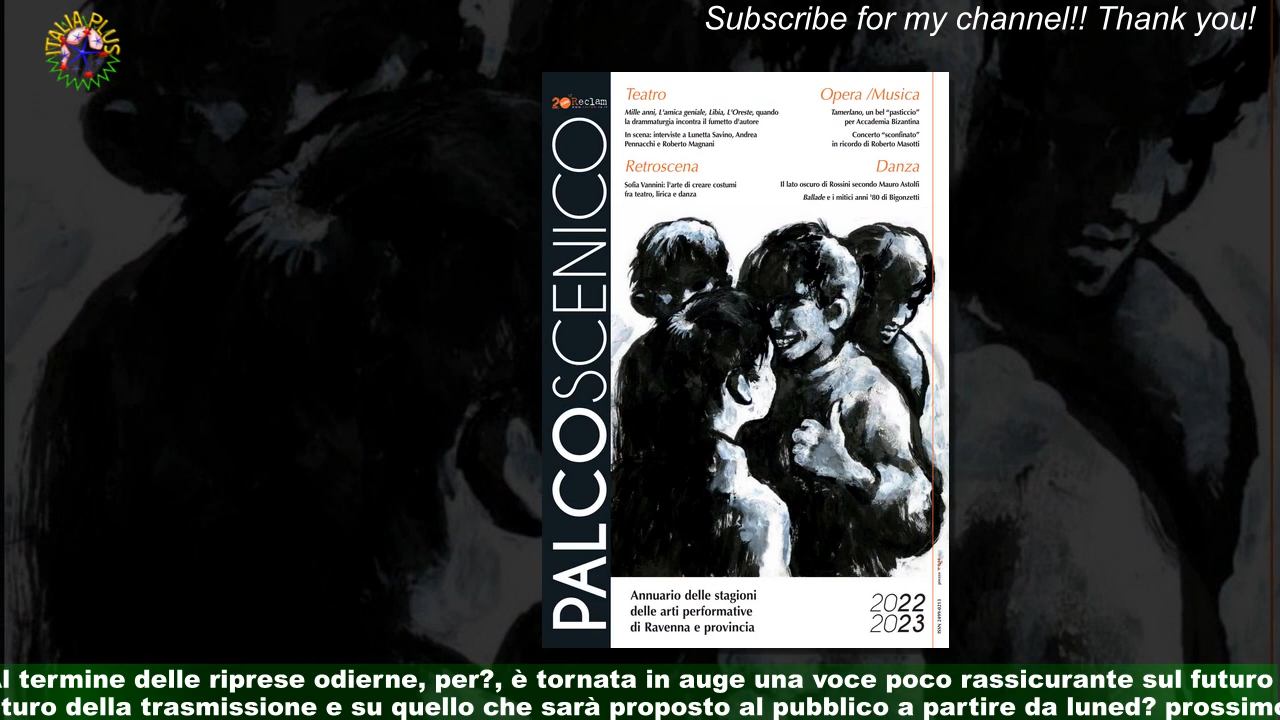 ITALIA PLUS
Subscribe for my channel!! Thank you!
20 Reclam
PALCOSCENICO
Teatro
Mille anni, L'amica geniale, Libia, L'Oreste, quando
la drammaturgia incontra il fumetto d'autore
In scena: interviste a Lunetta Savino, Andrea
Pennacchi e Roberto Magnani
Opera /Musica
Tamerlano, un bel "pasticcio"
per Accademia Bizantina
Concerto "sconfinato"
in ricordo di Roberto Masotti
Retroscena
Sofia Vannini: l'arte di creare costumi
fra teatro, lirica e danza
Danza
Il lato oscuro di Rossini secondo Mauro Astolfi
Ballade e i mitici anni '80 di Bigonzetti
Annuario delle stagioni
delle arti performative
di Ravenna e provincia
2022
2023
l termine delle riprese odierne, per?, è tornata in auge una voce poco rassicurante sul futuro
turo della trasmissione e su quello che sarà proposto al pubblico a partire da luned? prossimo